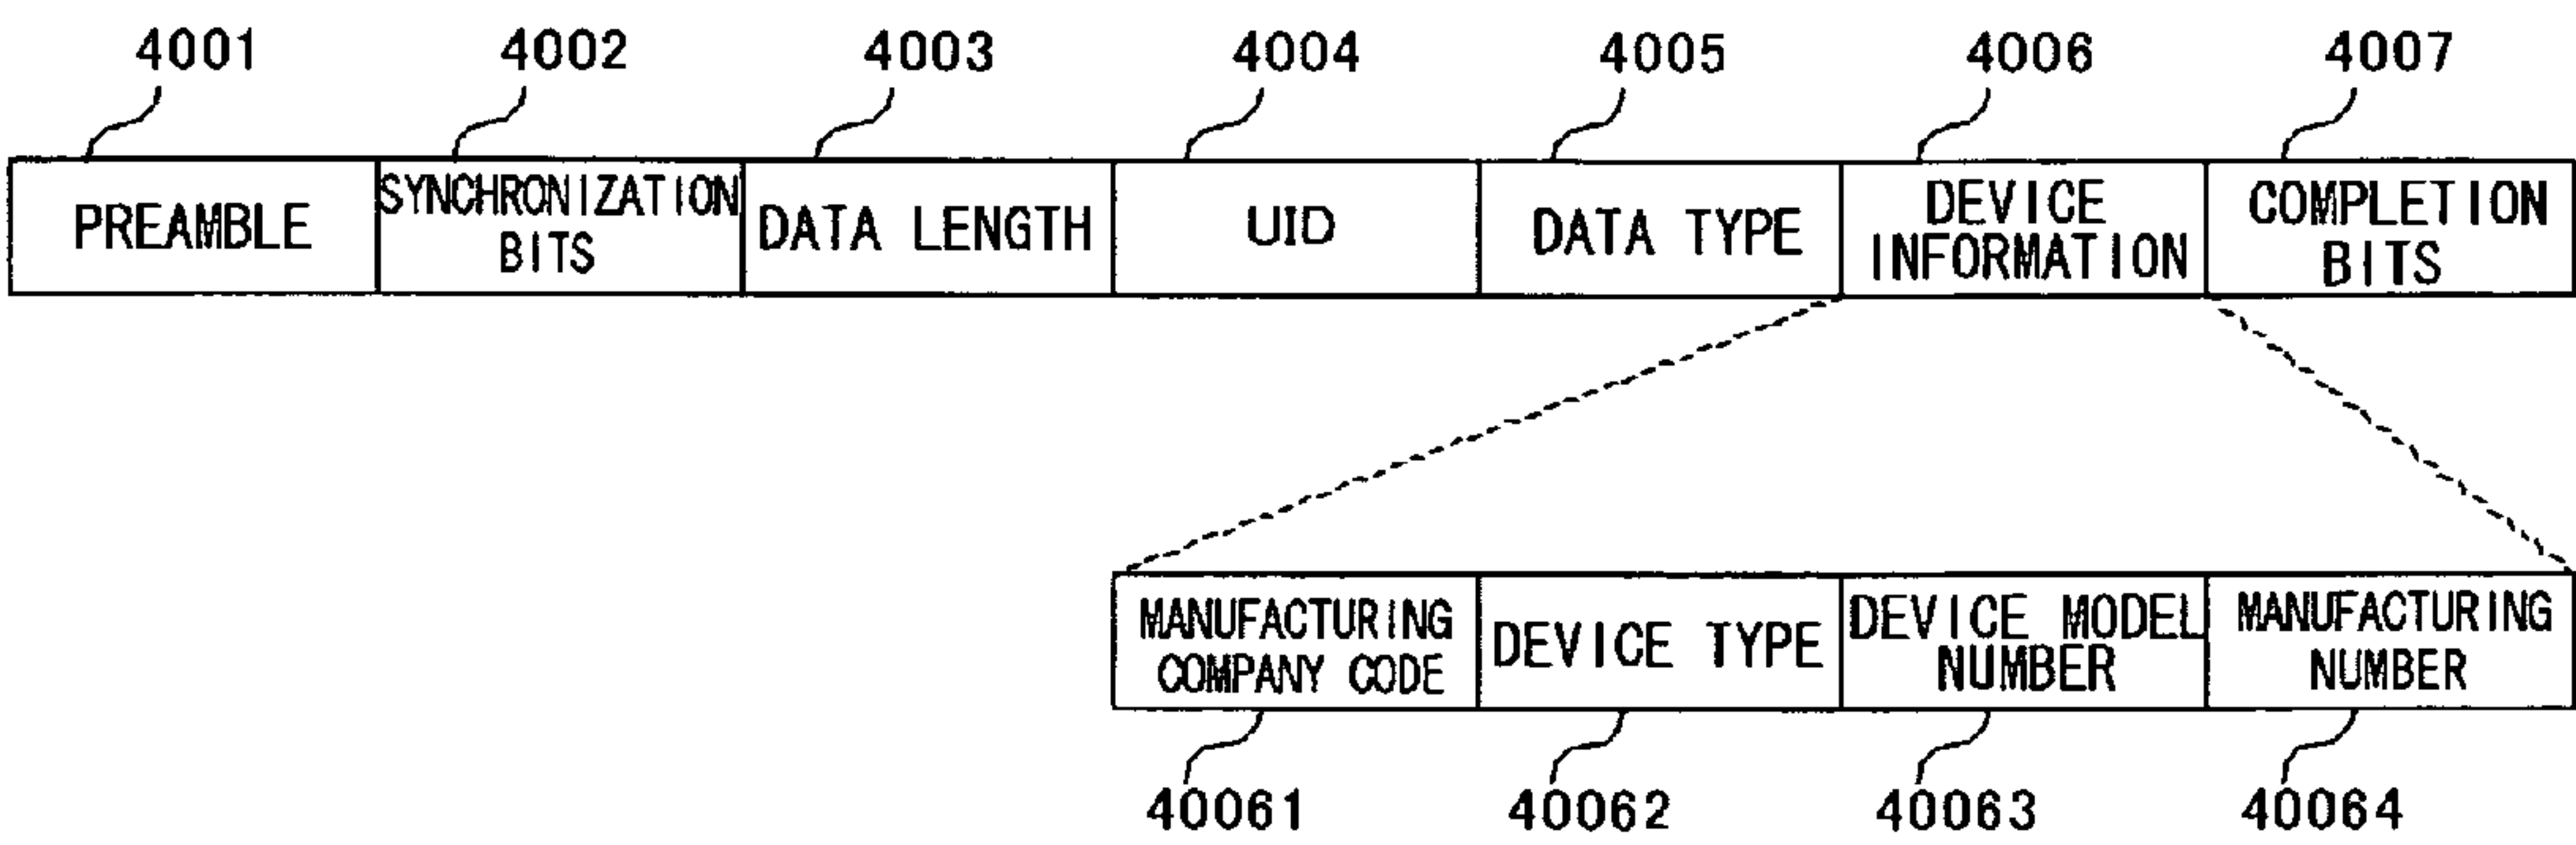 4001 4002 4003 4004 4005 4006 4007
PREAMBLE
SYNCHRONIZATION
BITS
DATA LENGTH
UID
DATA TYPE
DEVICE
INFORMATION
COMPLETION
BITS
MANUFACTURING
COMPANY CODE
DEVICE TYPE
DEVICE MODEL
NUMBER
MANUFACTURING
NUMBER
40061 40062 40063 40064